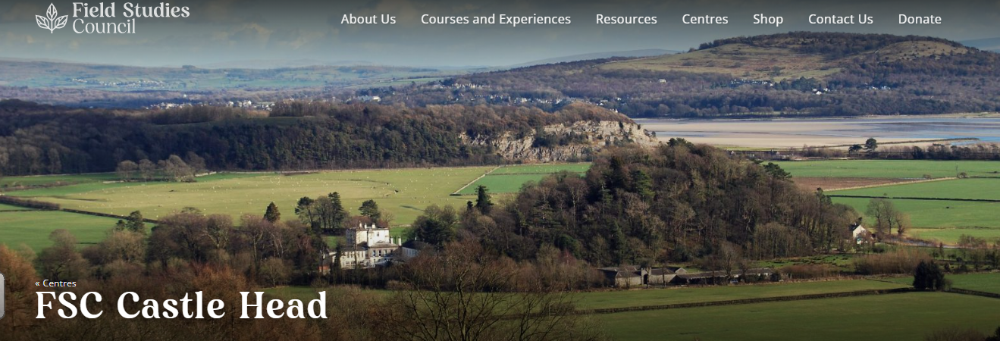 Field Studies
Council
About Us
Courses and Experiences
Resources
Centres
Shop
Contact Us
Donate
« Centres
FSC Castle Head